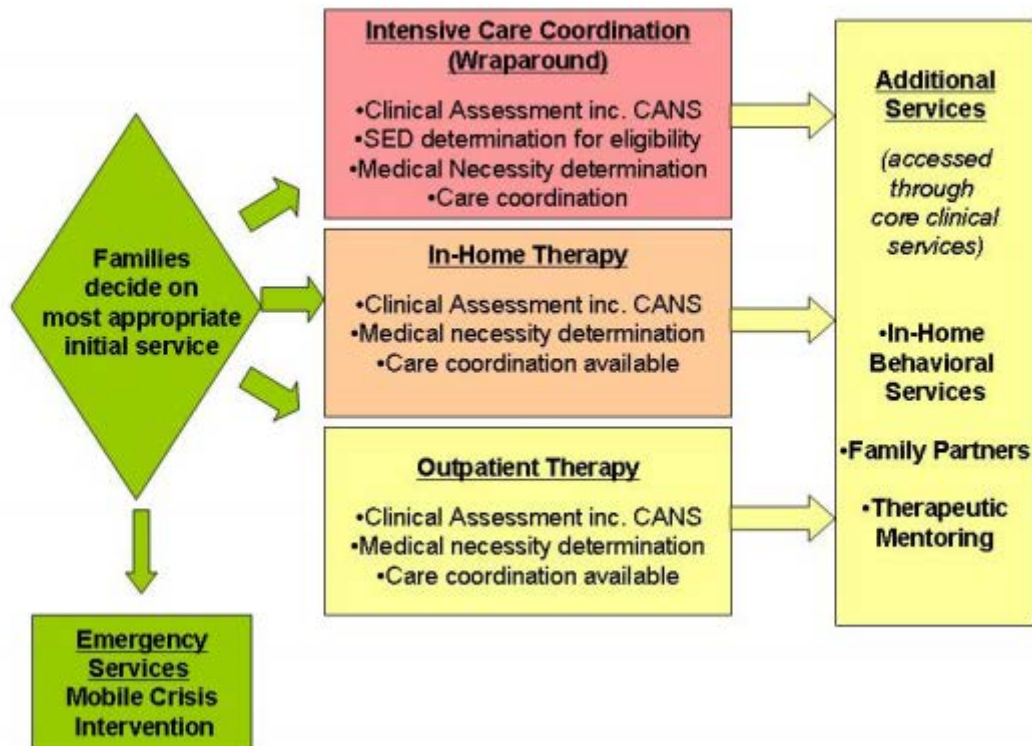 Families
decide on
most appropriate
initial service
Emergency
Services
Mobile Crisis
Intervention
Intensive Care Coordination
(Wraparound)
•Clinical Assessment inc. CANS
•SED determination for eligibility
•Medical Necessity determination
•Care coordination
In-Home Therapy
•Clinical Assessment inc. CANS
•Medical necessity determination
•Care coordination available
Outpatient Therapy
•Clinical Assessment inc. CANS
•Medical necessity determination
•Care coordination available
Additional
Services
(accessed
through
core clinical
services)
•In-Home
Behavioral
Services
•Family Partners
•Therapeutic
Mentoring